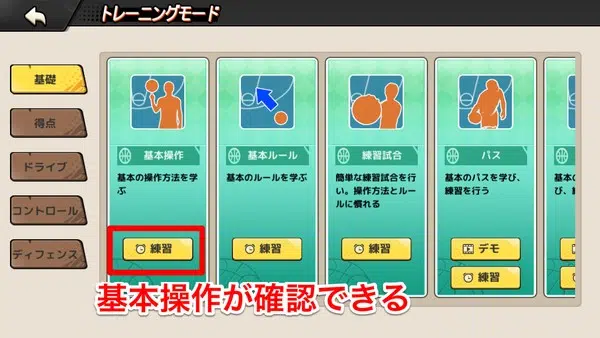 トレーニングモード
基礎
得点
ドライブ
コントロール
ディフェンス
基本操作
基本の操作方法を学
ぶ
練習
基本ルール
基本のルールを学ぶ
練習
練習試合
簡単な練習試合を行
い。操作方法とルー
ルに慣れる
練習
パス
基本のパスを学び、
練習を行う
デモ
練習
基本
び、
基本操作が確認できる